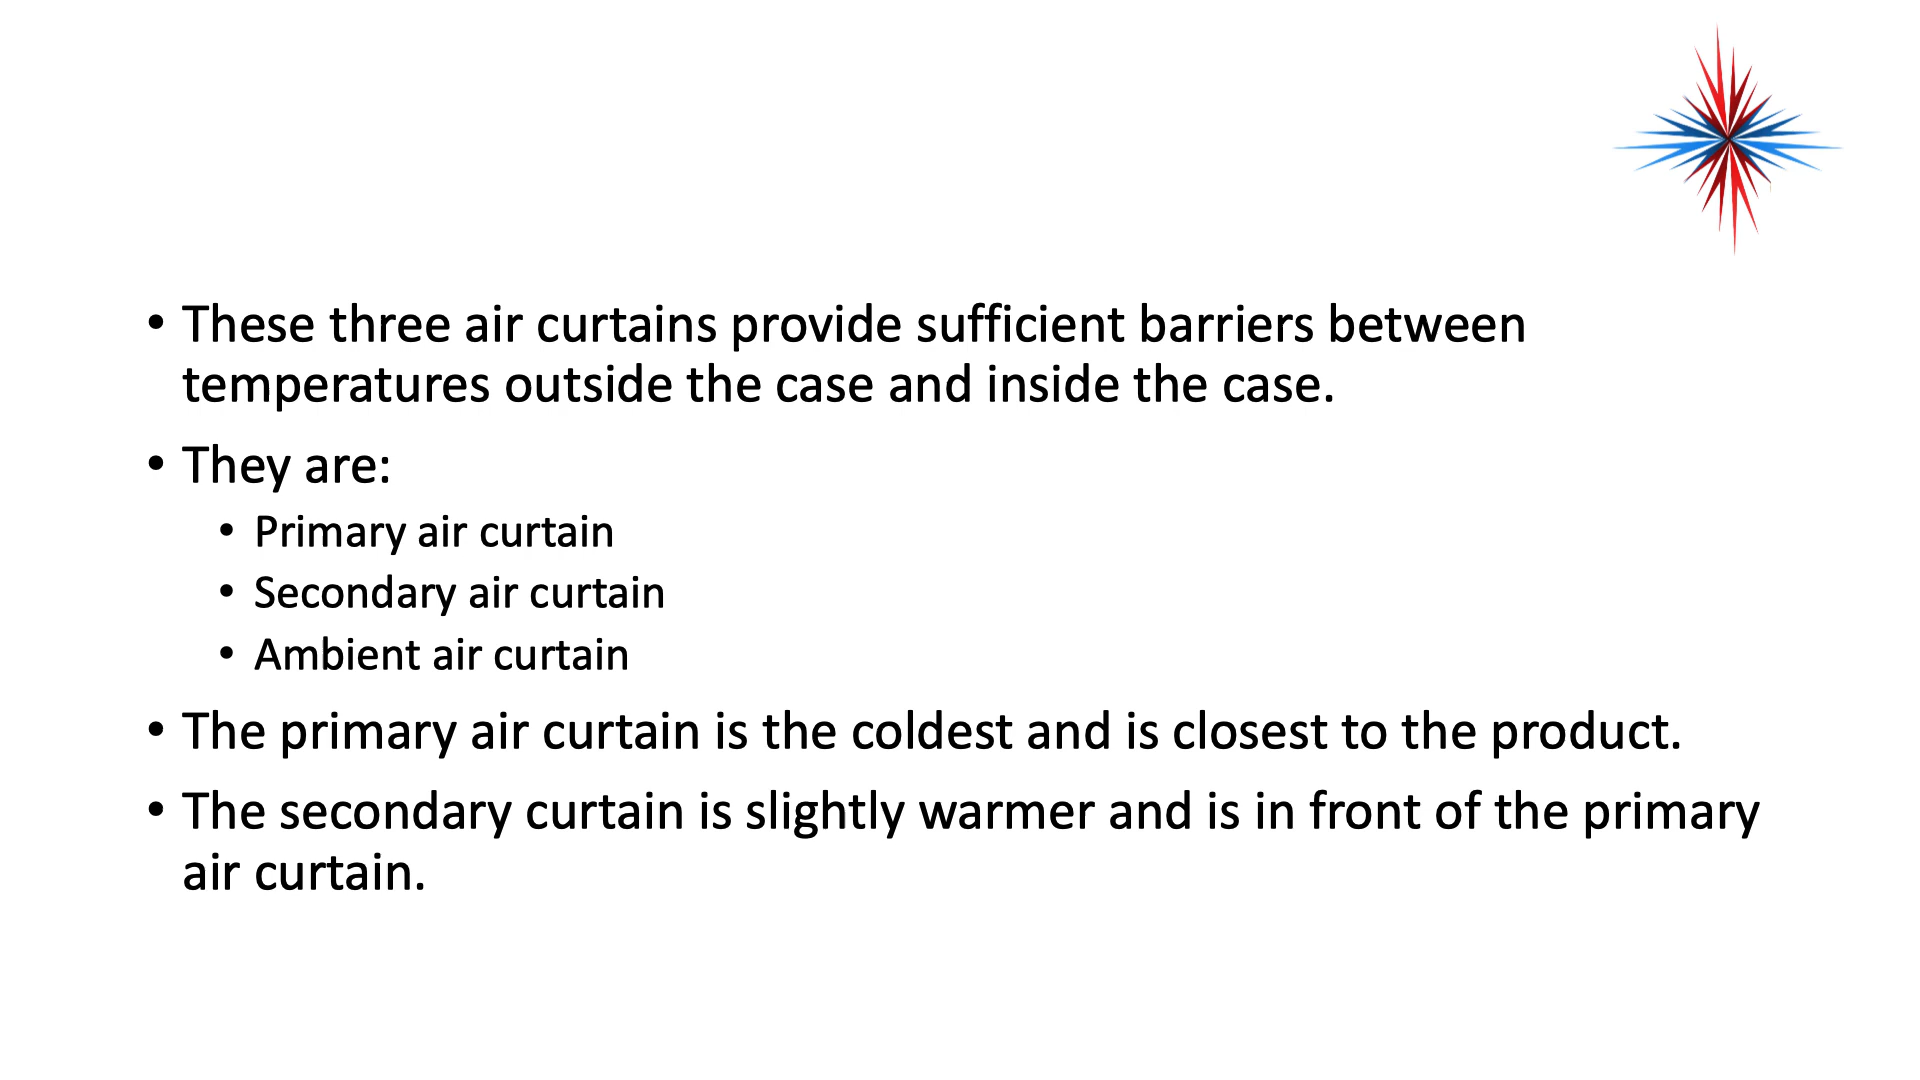 • These three air curtains provide sufficient barriers between
temperatures outside the case and inside the case.
• They are:
• Primary air curtain
• Secondary air curtain
• Ambient air curtain
• The primary air curtain is the coldest and is closest to the product.
• The secondary curtain is slightly warmer and is in front of the primary
air curtain.